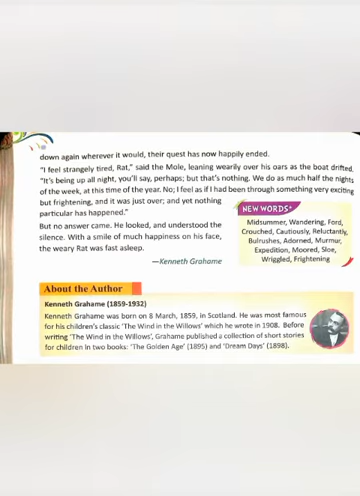 down again wherever it would, their quest has now happily ended.
"I feel strangely tired, Rat," said the Mole, leaning wearily over his oars as the boat drifted.
"It's being up all night, you'll say, perhaps; but that's nothing. We do as much half the nights
of the week, at this time of the year. No; I feel as if I had been through something very exciting
but frightening, and it was just over; and yet nothing
particular has happened."
But no answer came. He looked, and understood the
silence. With a smile of much happiness on his face,
the weary Rat was fast asleep.
—Kenneth Grahame
NEW WORDS
Midsummer, Wandering, Ford,
Crouched, Cautiously, Reluctantly,
Bulrushes, Adorned, Murmur,
Expedition, Moored, Sloe,
Wriggled, Frightening
About the Author
Kenneth Grahame (1859-1932)
Kenneth Grahame was born on 8 March, 1859, in Scotland. He was most famous
for his children's classic 'The Wind in the Willows' which he wrote in 1908. Before
writing 'The Wind in the Willows', Grahame published a collection of short stories
for children in two books: 'The Golden Age' (1895) and 'Dream Days' (1898).